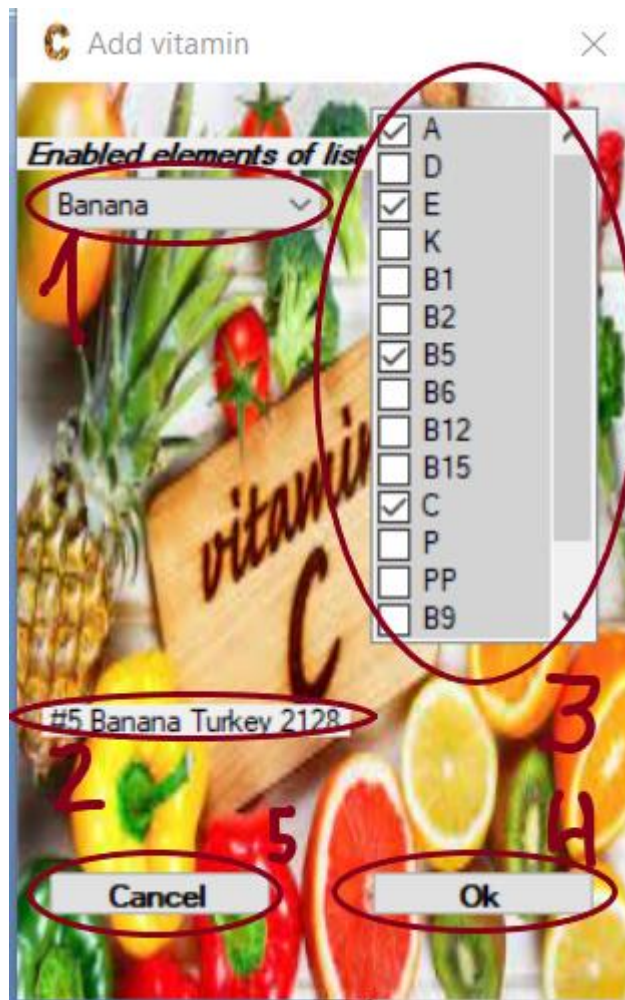 C Add vitamin
Enabled elements of list
Banana
1
A
D
E
K
B1
B2
B5
B6
B12
B15
C
P
PP
B9
vitamin
C
#5 Banana Turkey 2128
2
3
5
4
Cancel
Ok